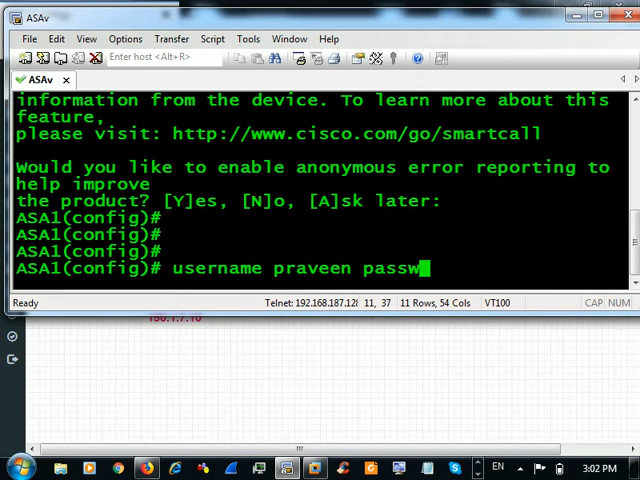 ASAv
File Edit View Options Transfer Script Tools Window Help
Enter host <Alt+R>
ASAv
information from the device. To learn more about this
feature,
please visit: http://www.cisco.com/go/smartcall
Would you like to enable anonymous error reporting to
help improve
the product? [Y]es, [N]o, [A]sk later:
ASA1(config)#
ASA1(config)#
ASA1(config)#
ASA1(config)# username praveen passw
Ready Telnet: 192.168.187.128 11, 37 11 Rows, 54 Cols VT100 CAP NUM
EN 3:02 PM